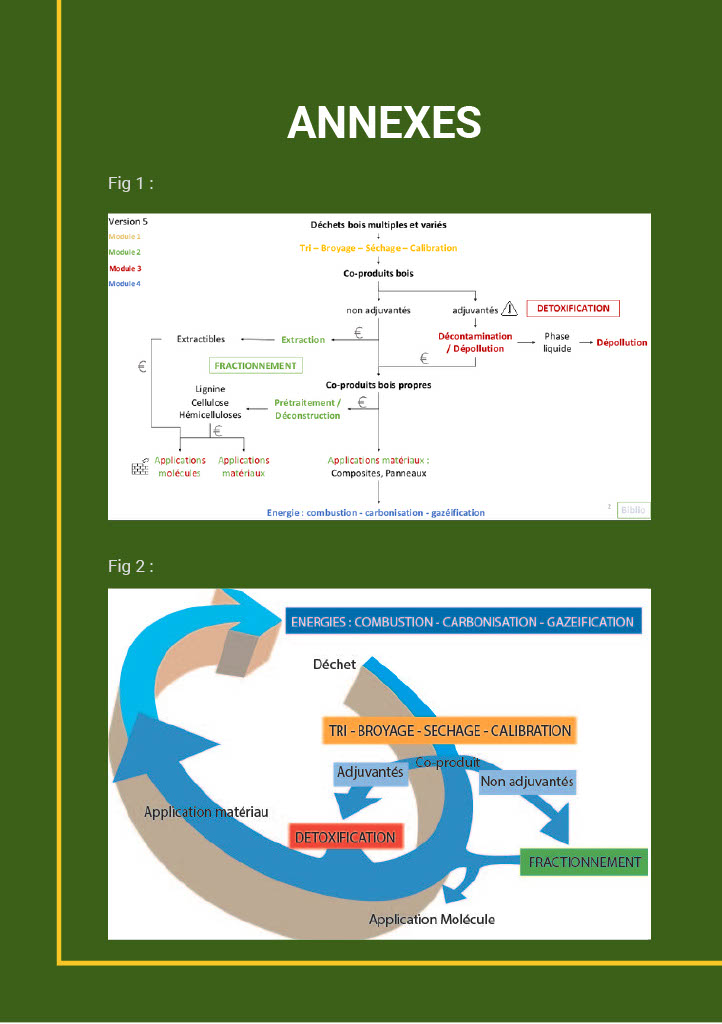 ANNEXES
Fig 1 :
Version 5
Module 1
Module 2
Module 3
Module 4
Déchets bois multiples et variés
Tri – Broyage – Séchage – Calibration
Co-produits bois
non adjuvantés
adjuvantés
DETOXIFICATION
€
Extractibles
Extraction
Décontamination
/ Dépollution
Phase
liquide
Dépollution
€
€
FRACTIONNEMENT
Co-produits bois propres
Lignine
Cellulose
Hémicelluloses
Prétraitement /
Déconstruction
€
€
Applications
molécules
Applications
matériaux
Applications matériaux :
Composites, Panneaux
Energie : combustion - carbonisation - gazéification
2
Biblio
Fig 2 :
ENERGIES : COMBUSTION - CARBONISATION - GAZEIFICATION
Déchet
TRI - BROYAGE - SECHAGE - CALIBRATION
Co-produit
Adjuvantés
Non adjuvantés
Application matériau
DETOXIFICATION
FRACTIONNEMENT
Application Molécule